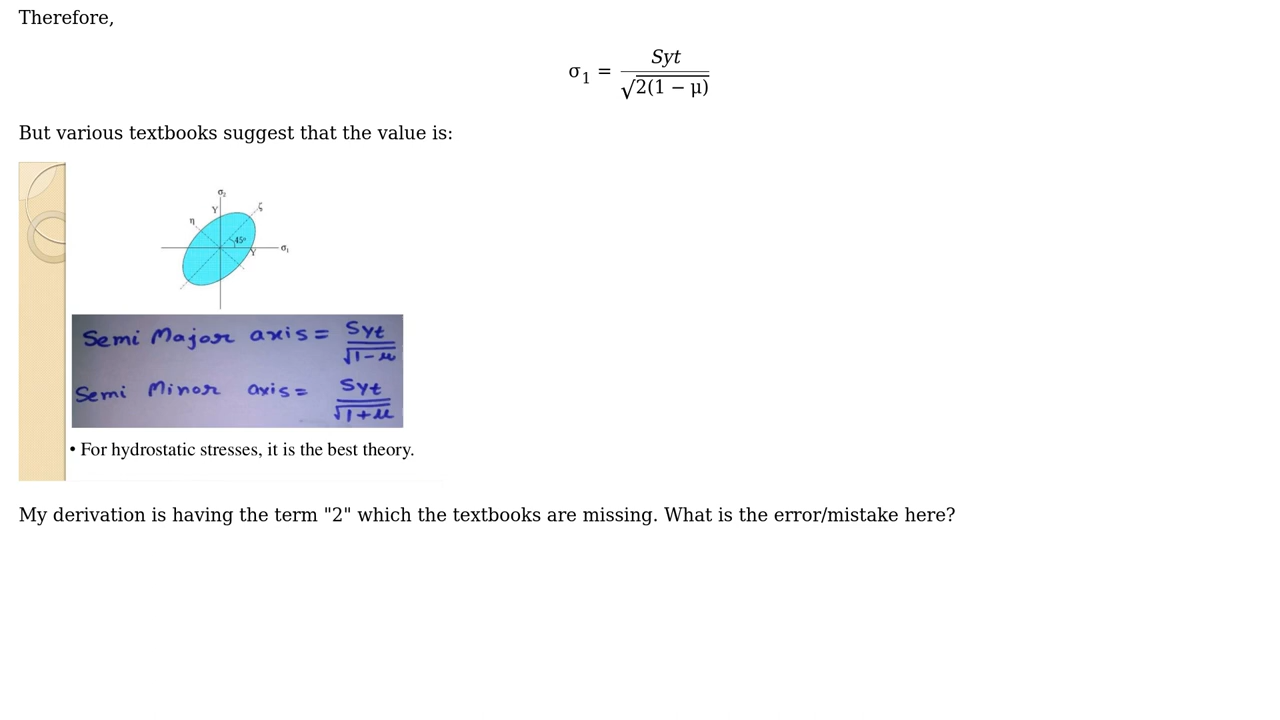 Therefore,
σ₁ = Syt / √2(1 − μ)
But various textbooks suggest that the value is:
σ₂
Y
ζ
η
45°
σ₁
Y
Semi Major axis = Syt / √1-μ
Semi Minor axis = Syt / √1+μ
• For hydrostatic stresses, it is the best theory.
My derivation is having the term "2" which the textbooks are missing. What is the error/mistake here?